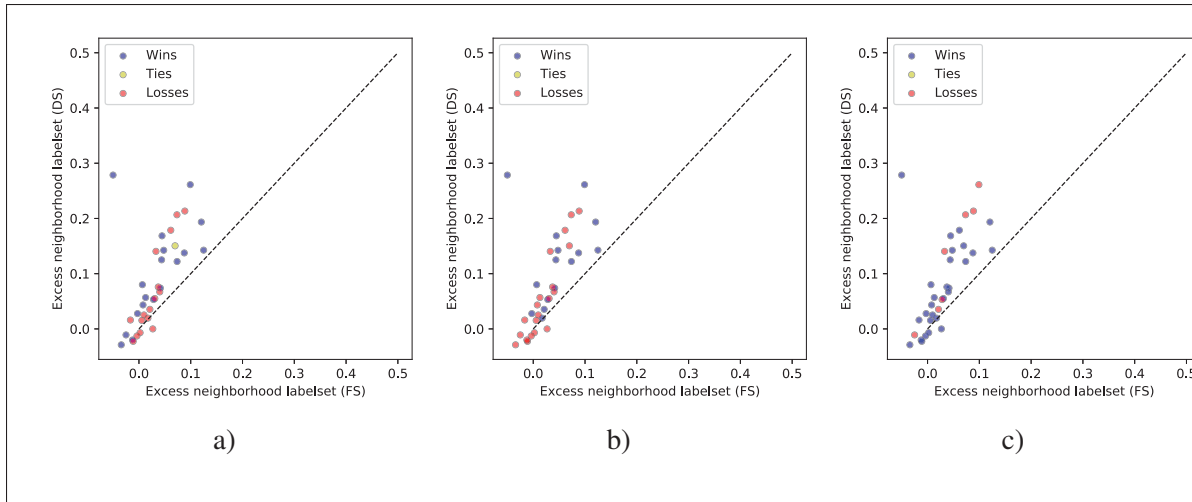 0.5
0.4
0.3
0.2
0.1
0.0
Excess neighborhood labelset (DS)
Wins
Ties
Losses
0.0 0.1 0.2 0.3 0.4 0.5
Excess neighborhood labelset (FS)
a)
0.5
0.4
0.3
0.2
0.1
0.0
Excess neighborhood labelset (DS)
Wins
Ties
Losses
0.0 0.1 0.2 0.3 0.4 0.5
Excess neighborhood labelset (FS)
b)
0.5
0.4
0.3
0.2
0.1
0.0
Excess neighborhood labelset (DS)
Wins
Ties
Losses
0.0 0.1 0.2 0.3 0.4 0.5
Excess neighborhood labelset (FS)
c)